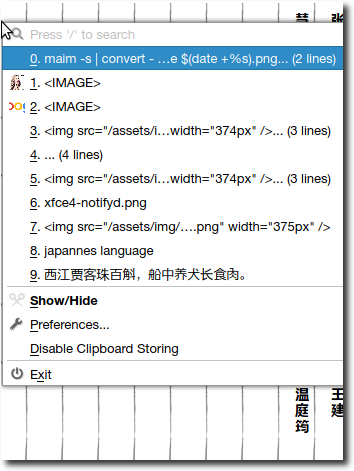 慧 张
Press '/' to search
0. maim -s | convert - …e $(date +%s).png... (2 lines)
1. <IMAGE>
2. <IMAGE>
3. <img src="/assets/i…width="374px" />... (3 lines)
4. ... (4 lines)
5. <img src="/assets/i…width="374px" />... (3 lines)
6. xfce4-notifyd.png
7. <img src="/assets/img/….png" width="375px" />
8. japannes language
9. 西江贾客珠百斛，船中养犬长食肉。
Show/Hide
Preferences...
Disable Clipboard Storing
Exit
王建
温庭筠